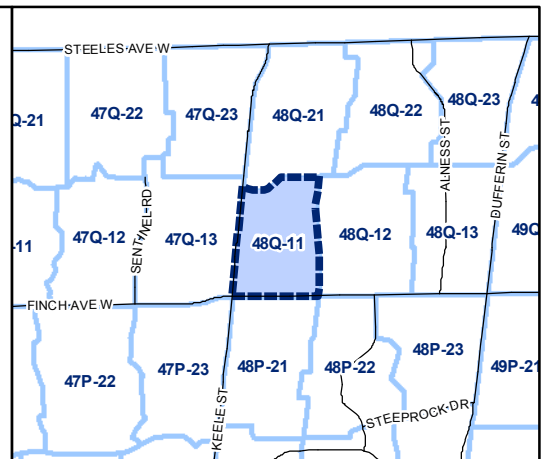 STEELES AVE W
Q-21
47Q-22
47Q-23
48Q-21
48Q-22
48Q-23
4
ALNESS ST
DUFFERIN ST
-11
47Q-12
SENTINEL RD
47Q-13
48Q-11
48Q-12
48Q-13
49Q
FINCH AVE W
47P-22
47P-23
48P-21
48P-22
48P-23
49P-21
KEELE ST
STEEPROCK DR